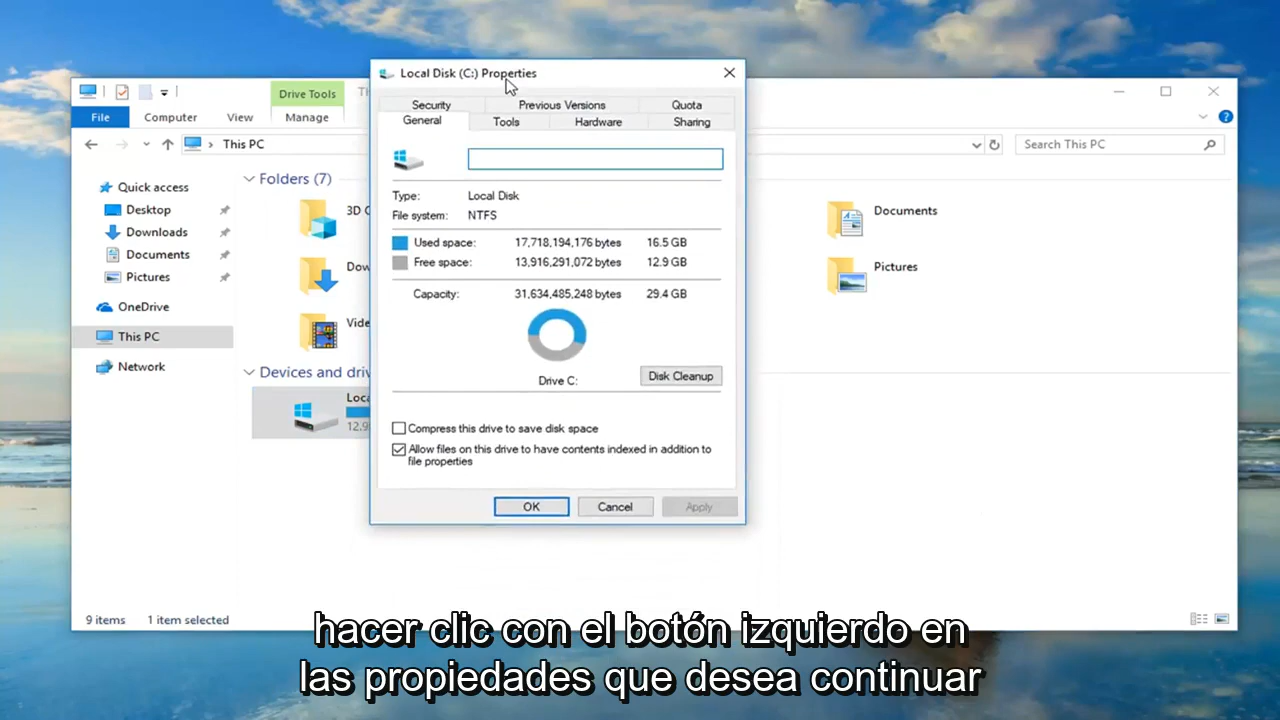 Local Disk (C:) Properties
Drive Tools
File
Computer
View
Manage
This PC
Search This PC
Security
Previous Versions
Quota
General
Tools
Hardware
Sharing
Quick access
Desktop
Downloads
Documents
Pictures
OneDrive
This PC
Network
Folders (7)
Documents
Pictures
Type: Local Disk
File system: NTFS
Used space: 17,718,194,176 bytes 16.5 GB
Free space: 13,916,291,072 bytes 12.9 GB
Capacity: 31,634,485,248 bytes 29.4 GB
Drive C:
Disk Cleanup
Compress this drive to save disk space
Allow files on this drive to have contents indexed in addition to
file properties
OK
Cancel
Apply
9 items
1 item selected
hacer clic con el botón izquierdo en
las propiedades que desea continuar